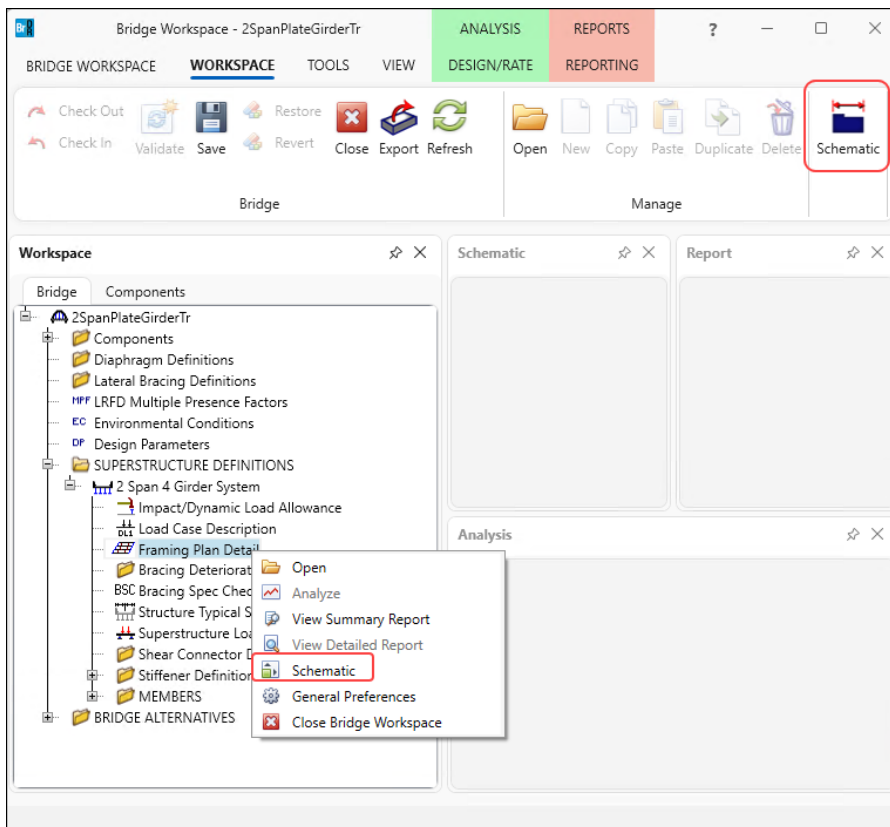 Br R Bridge Workspace - 2SpanPlateGirderTr ANALYSIS REPORTS ?
BRIDGE WORKSPACE WORKSPACE TOOLS VIEW DESIGN/RATE REPORTING
Check Out Restore
Check In Validate Save Revert Close Export Refresh Open New Copy Paste Duplicate Delete Schematic
Bridge Manage
Workspace Schematic Report
Bridge Components
2SpanPlateGirderTr
Components
Diaphragm Definitions
Lateral Bracing Definitions
MPF LRFD Multiple Presence Factors
EC Environmental Conditions
DP Design Parameters
SUPERSTRUCTURE DEFINITIONS
2 Span 4 Girder System
Impact/Dynamic Load Allowance
DL1 Load Case Description
Analysis
Framing Plan Detail
Bracing Deteriorat
BSC Bracing Spec Chec
Structure Typical S
Superstructure Loa
Shear Connector D
Stiffener Definition
MEMBERS
BRIDGE ALTERNATIVES
Open
Analyze
View Summary Report
View Detailed Report
Schematic
General Preferences
Close Bridge Workspace